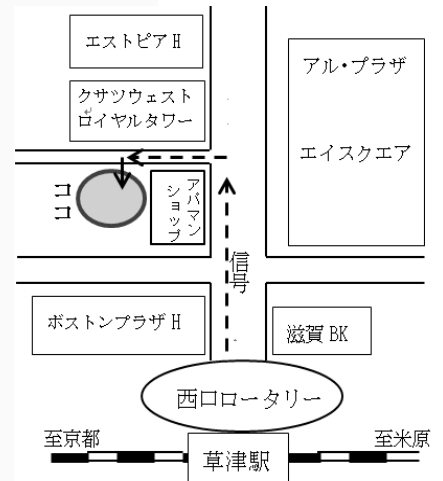 エストピアH
クサツウェスト
ロイヤルタワー
アル・プラザ
エイスクエア
ココ
アパマン
ショップ
信号
ボストンプラザH
滋賀BK
西口ロータリー
至京都
至米原
草津駅